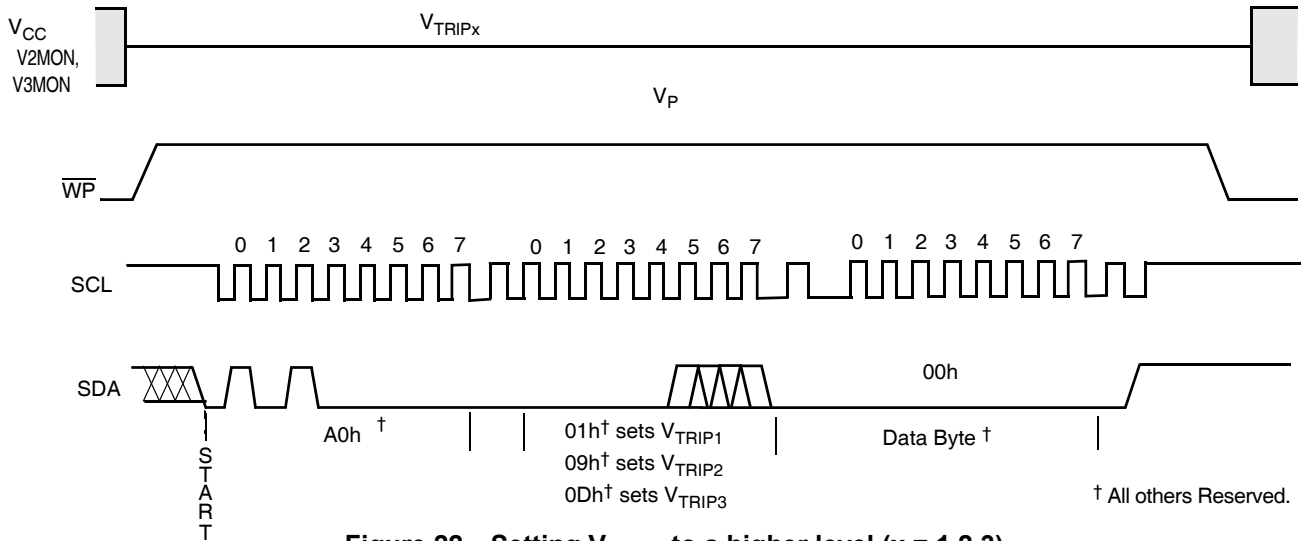 V_CC
V2MON,
V3MON
V_TRIPx
V_P
WP
0 1 2 3 4 5 6 7 0 1 2 3 4 5 6 7 0 1 2 3 4 5 6 7
SCL
SDA
00h
START
A0h †
01h† sets V_TRIP1
09h† sets V_TRIP2
0Dh† sets V_TRIP3
Data Byte †
† All others Reserved.